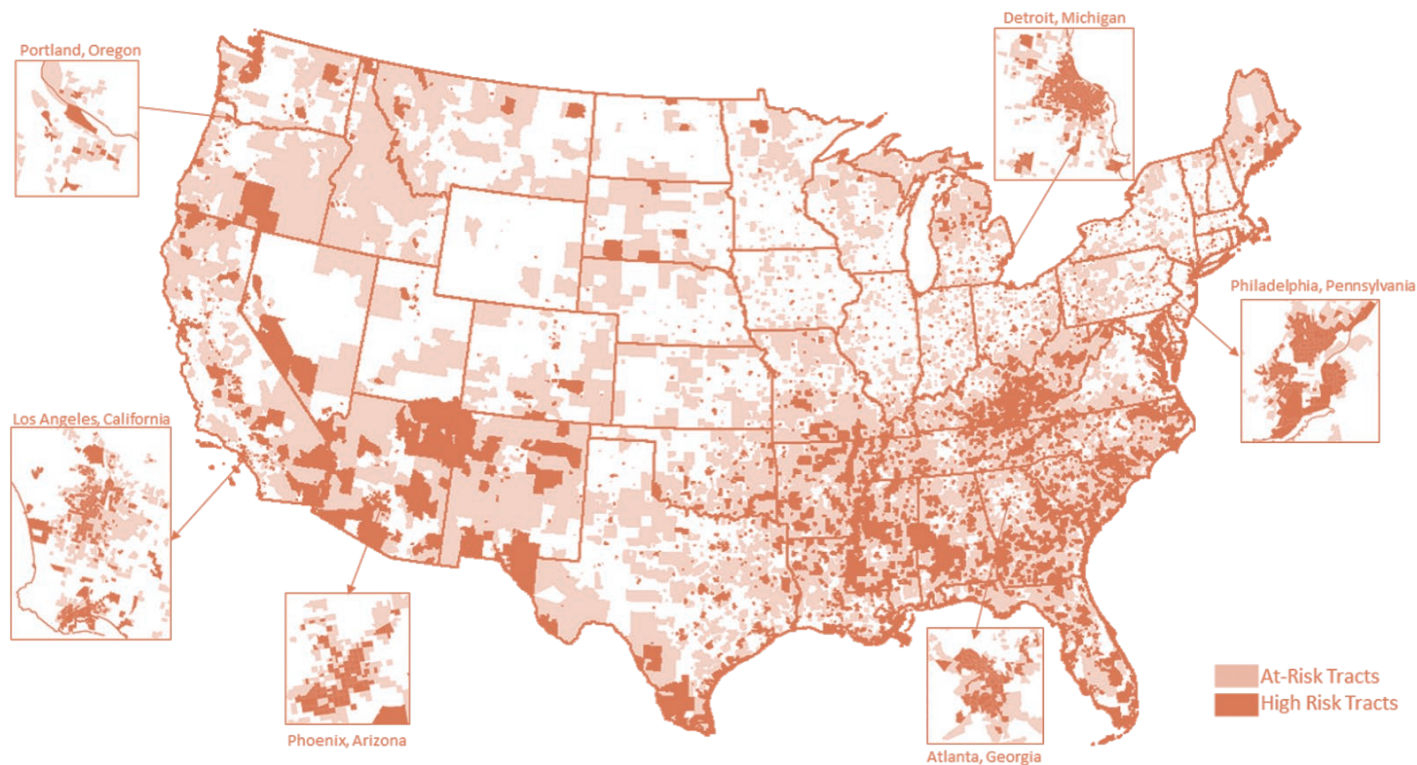 Detroit, Michigan
Portland, Oregon
Philadelphia, Pennsylvania
Los Angeles, California
At-Risk Tracts
High Risk Tracts
Phoenix, Arizona
Atlanta, Georgia